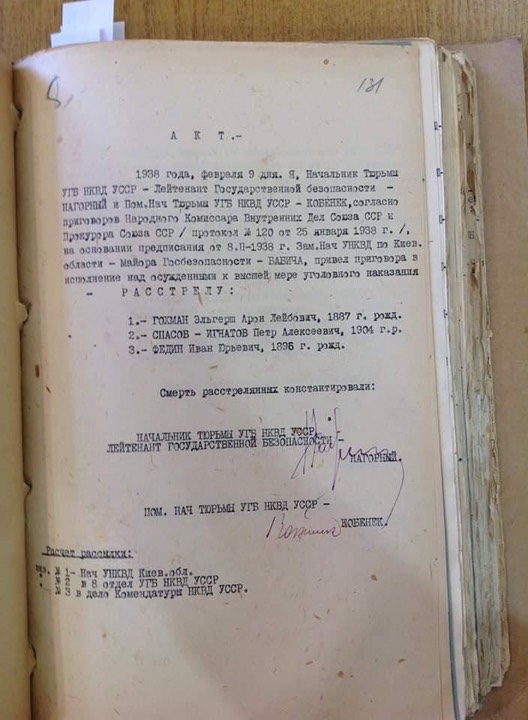 8.
131
А К Т.-
1938 года, февраля 9 дня. Я, Начальник Тюрьмы
УГБ НКВД УССР - Лейтенант Государственной безопасности -
НАГОРНЫЙ и Пом.Нач Тюрьмы УГБ НКВД УССР - КОБЕНЕК, согласно
приговоров Народного Комиссара Внутренних Дел Союза ССР и
Прокурора Союза ССР / протокол № 120 от 25 января 1938 г./,
на основании предписания от 8.П-1938 г. Зам.Нач УНКВД по Киев.
области - Майора Госбезопасности - БАБИЧА, привел приговора в
исполнение над осужденными к высшей мере уголовного наказания
- РАССТРЕЛУ:
1.- ГОХМАН Эльгерш Арон Лейбович, 1887 г. рожд.
2.- СПАСОВ - ИГНАТОВ Петр Алексеевич, 1904 г.р.
3.- ФЕДИН Иван Юрьевич, 1896 г. рожд.
Смерть расстрелянных константировали:
НАЧАЛЬНИК ТЮРЬМЫ УГБ НКВД УССР
ЛЕЙТЕНАНТ ГОСУДАРСТВЕННОЙ БЕЗОПАСНОСТИ -
НАГОРНЫЙ.
ПОМ. НАЧ ТЮРЬМЫ УГБ НКВД УССР -
КОБЕНЕК.
Расчет рассылки:
№ 1- Нач УНКВД Киев.обл.
" № 2 в 8 отдел УГБ НКВД УССР
" № 3 в дело Комендатуры НКВД УССР.